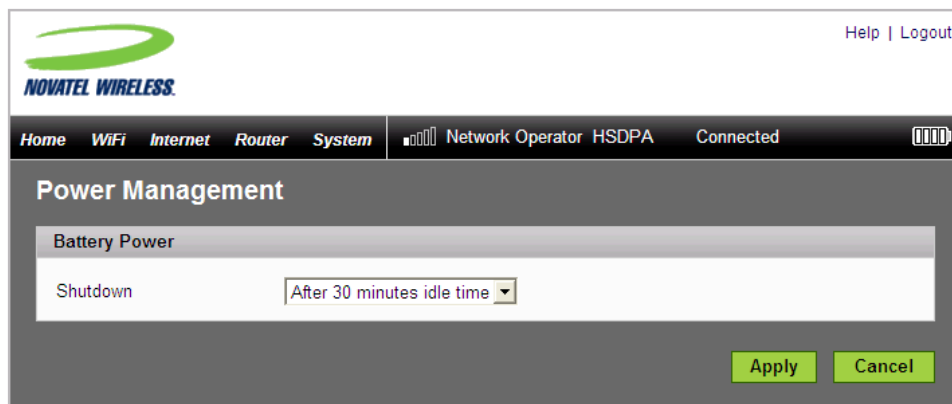 Help | Logout
NOVATEL WIRELESS.
Home WiFi Internet Router System Network Operator HSDPA Connected
Power Management
Battery Power
Shutdown After 30 minutes idle time
Apply Cancel